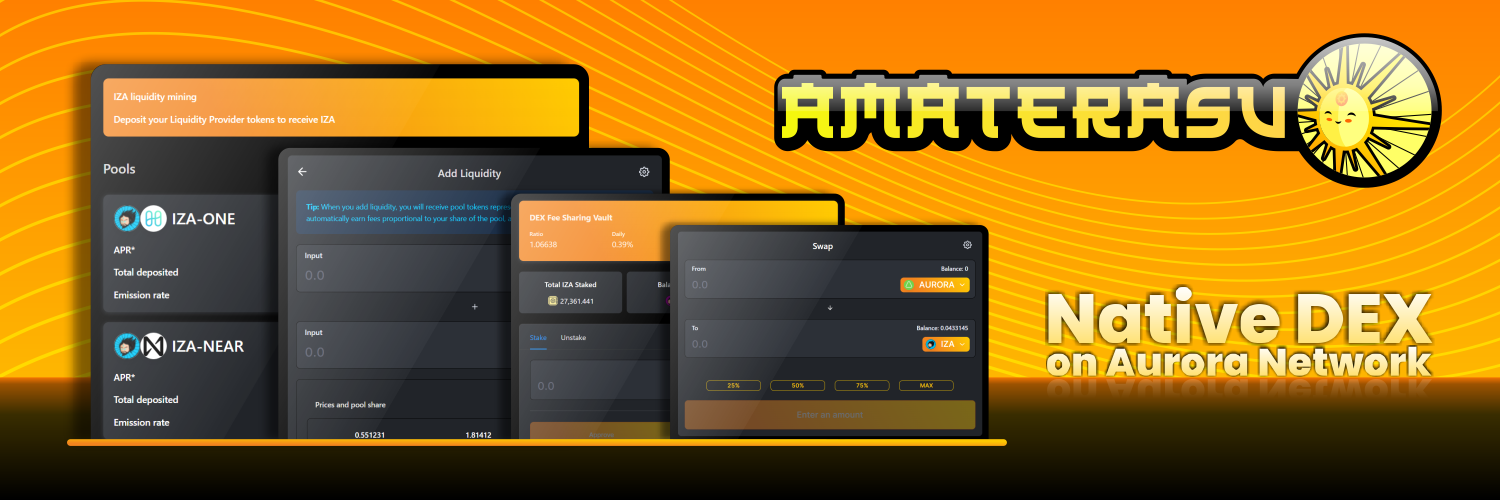 AMATERASU
Native DEX
on Aurora Network
IZA liquidity mining
Deposit your Liquidity Provider tokens to receive IZA
Pools
IZA-ONE
APR*
Total deposited
Emission rate
IZA-NEAR
APR*
Total deposited
Emission rate
Add Liquidity
Tip: When you add liquidity, you will receive pool tokens
automatically earn fees proportional to your share of the pool,
Input
0.0
+
Input
0.0
Prices and pool share
0.551231 1.81412
DEX Fee Sharing Vault
Ratio Daily
1.06638 0.39%
Total IZA Staked
27,361.441
Stake Unstake
0.0
Swap
From Balance: 0
0.0 AURORA
To Balance: 0.0433145
0.0 IZA
25% 50% 75% MAX
Enter an amount